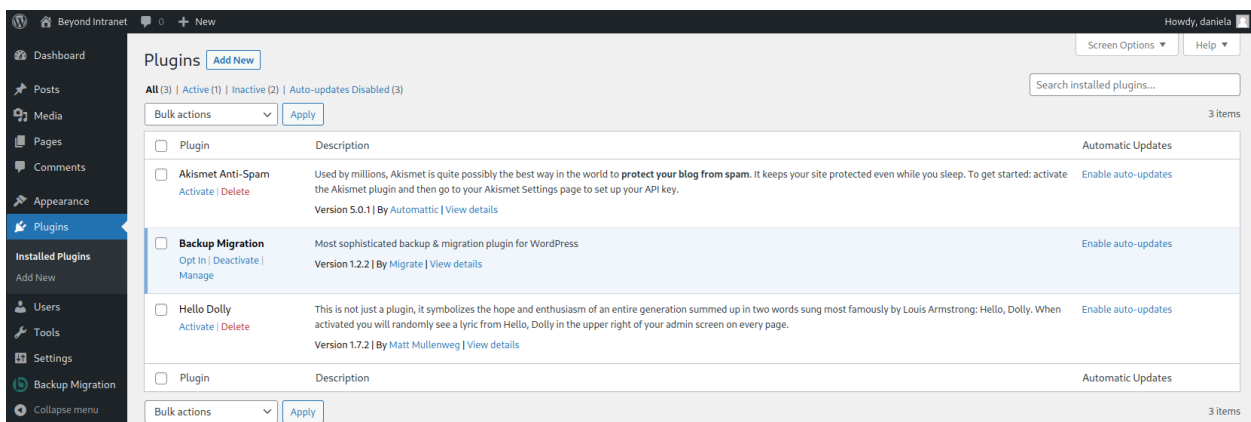 Beyond Intranet 0 + New Howdy, daniela
Screen Options ▼ Help ▼
Dashboard
Posts
Media
Pages
Comments
Appearance
Plugins
Installed Plugins
Add New
Users
Tools
Settings
Backup Migration
Collapse menu
Plugins Add New
All (3) | Active (1) | Inactive (2) | Auto-updates Disabled (3)
Search installed plugins...
Bulk actions Apply 3 items
Plugin Description Automatic Updates
Akismet Anti-Spam
Activate | Delete
Used by millions, Akismet is quite possibly the best way in the world to protect your blog from spam. It keeps your site protected even while you sleep. To get started: activate
the Akismet plugin and then go to your Akismet Settings page to set up your API key.
Version 5.0.1 | By Automattic | View details
Enable auto-updates
Backup Migration
Opt In | Deactivate |
Manage
Most sophisticated backup & migration plugin for WordPress
Version 1.2.2 | By Migrate | View details
Enable auto-updates
Hello Dolly
Activate | Delete
This is not just a plugin, it symbolizes the hope and enthusiasm of an entire generation summed up in two words sung most famously by Louis Armstrong: Hello, Dolly. When
activated you will randomly see a lyric from Hello, Dolly in the upper right of your admin screen on every page.
Version 1.7.2 | By Matt Mullenweg | View details
Enable auto-updates
Plugin Description Automatic Updates
Bulk actions Apply 3 items